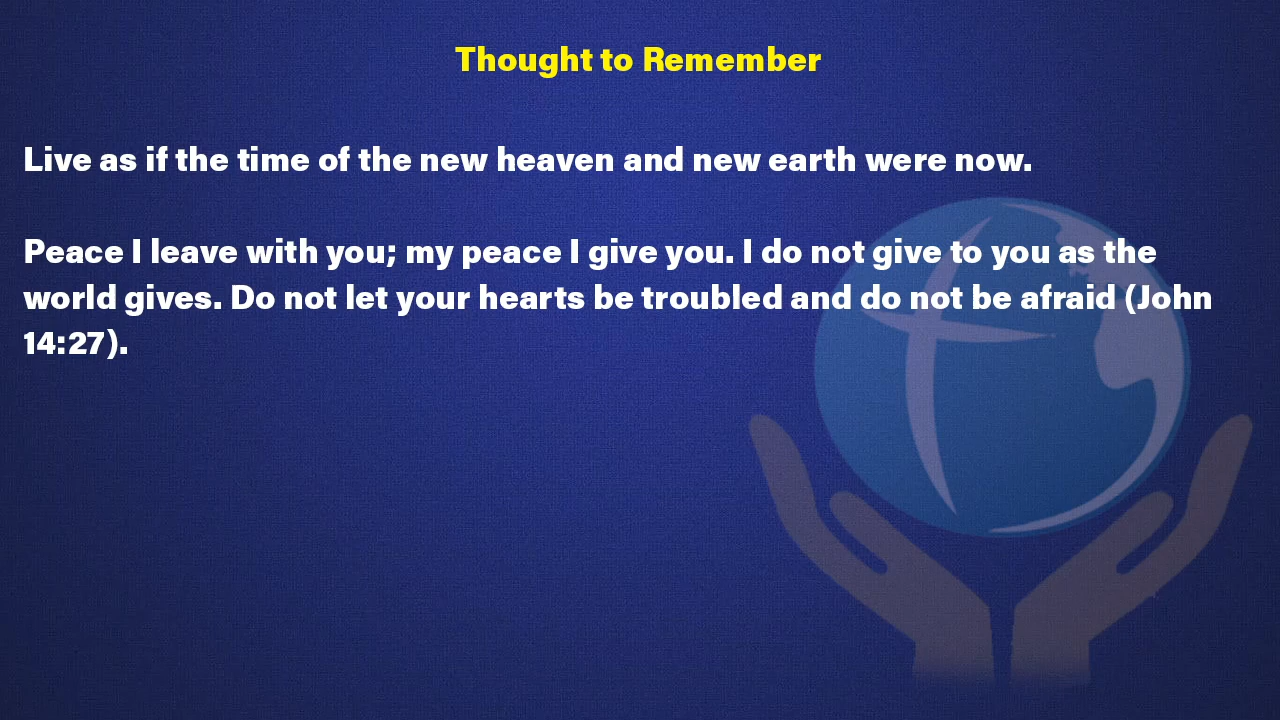 Thought to Remember
Live as if the time of the new heaven and new earth were now.
Peace I leave with you; my peace I give you. I do not give to you as the
world gives. Do not let your hearts be troubled and do not be afraid (John
14:27).